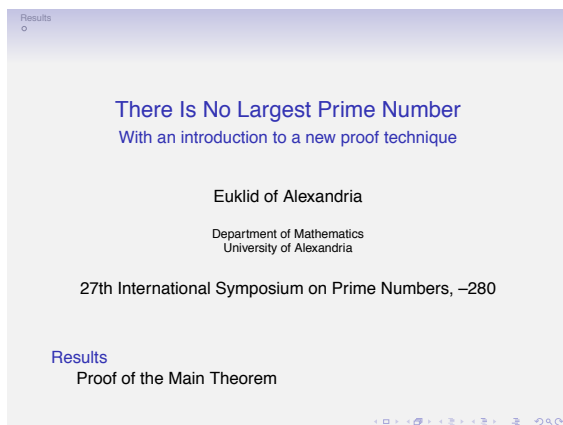 Results
There Is No Largest Prime Number
With an introduction to a new proof technique
Euklid of Alexandria
Department of Mathematics
University of Alexandria
27th International Symposium on Prime Numbers, –280
Results
Proof of the Main Theorem